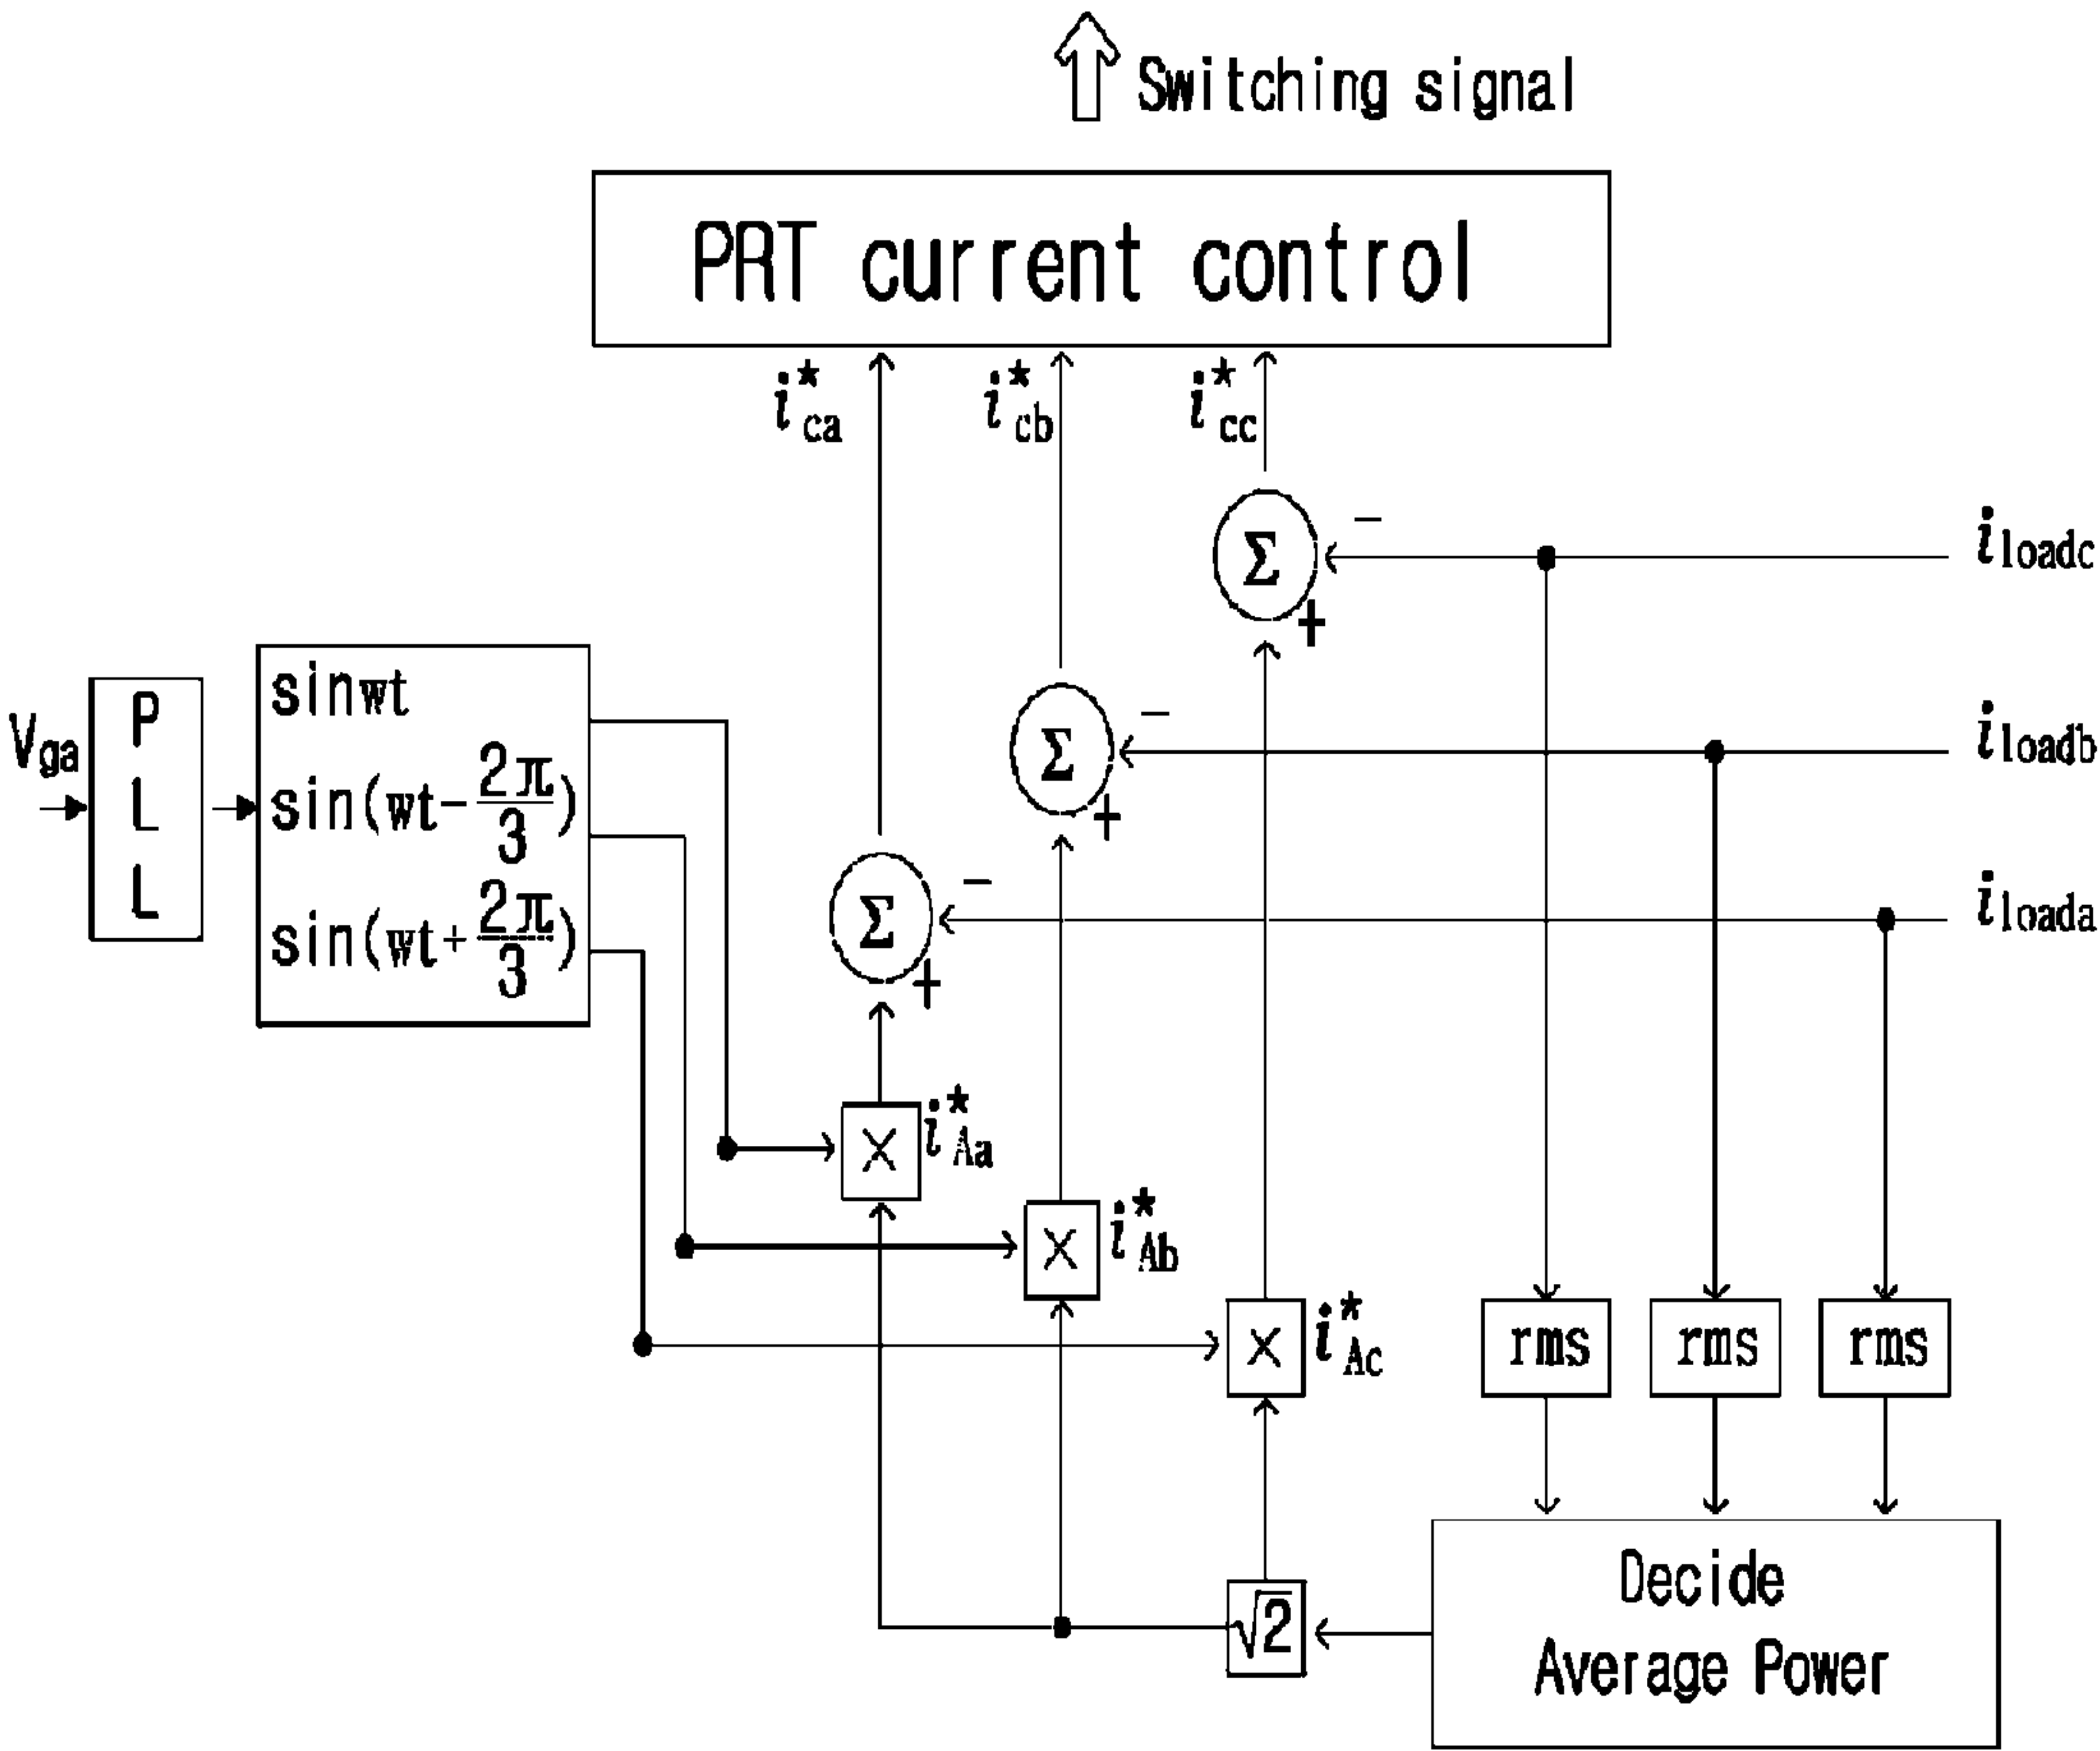 Switching signal
PRT current control
i*ca
i*cb
i*cc
−
iloadc
Σ
+
−
iloadb
Σ
+
−
iloada
Σ
+
Vga
P
L
L
sinwt
sin(wt-2π/3)
sin(wt+2π/3)
× i*Aa
× i*Ab
× i*Ac
rms
rms
rms
√2
Decide
Average Power